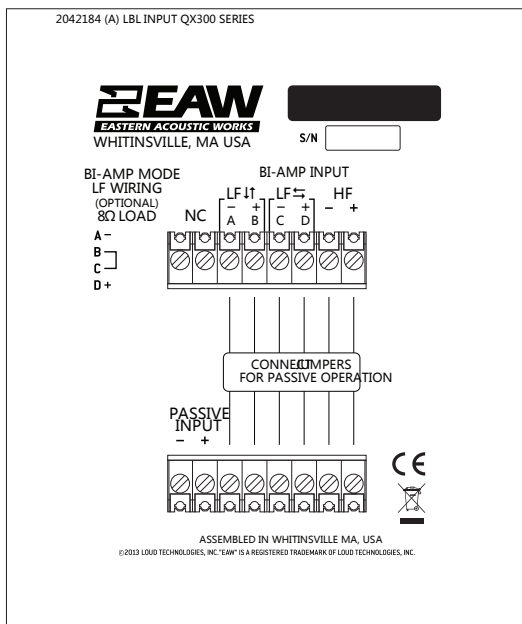 2042184 (A) LBL INPUT QX300 SERIES
EAW
EASTERN ACOUSTIC WORKS
WHITINSVILLE, MA USA
S/N
BI-AMP MODE
LF WIRING
(OPTIONAL)
8Ω LOAD
A -
B
C
D +
BI-AMP INPUT
NC LF↓↑ LF⇆ HF
− + − + − +
A B C D
CONNECT JUMPERS
FOR PASSIVE OPERATION
PASSIVE
INPUT
− +
CE
ASSEMBLED IN WHITINSVILLE MA, USA
©2013 LOUD TECHNOLOGIES, INC."EAW" IS A REGISTERED TRADEMARK OF LOUD TECHNOLOGIES, INC.